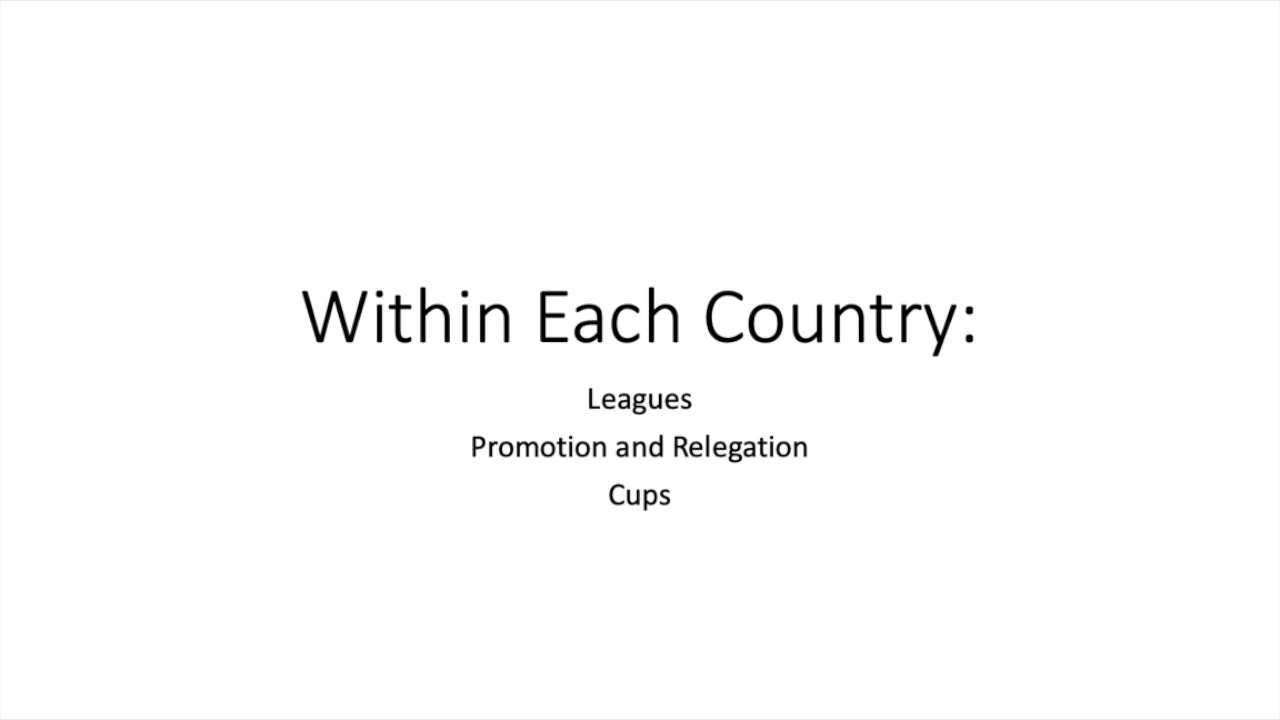 Within Each Country:
Leagues
Promotion and Relegation
Cups